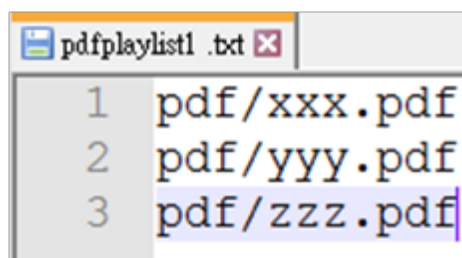 pdfplaylist1 .txt
1 pdf/xxx.pdf
2 pdf/yyy.pdf
3 pdf/zzz.pdf